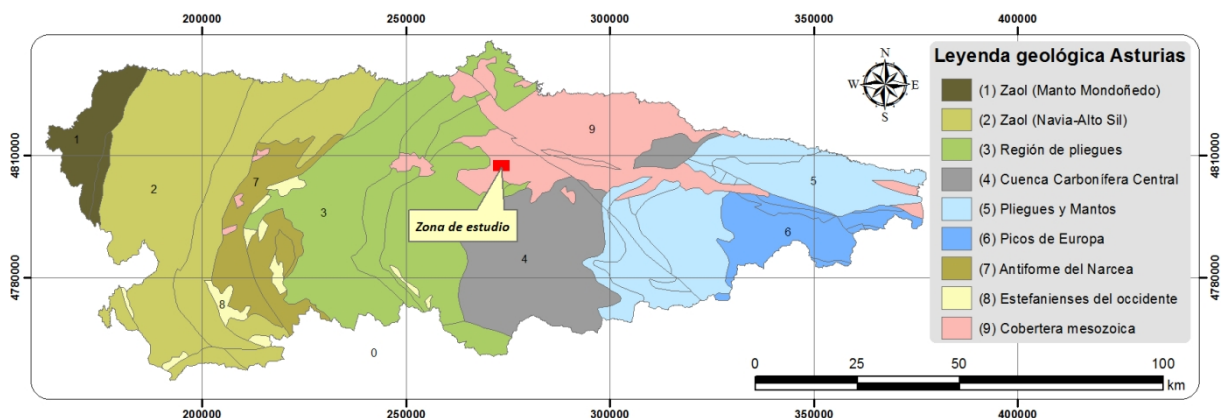 200000 250000 300000 350000 400000
Leyenda geológica Asturias
N
W E
S
(1) Zaol (Manto Mondoñedo)
(2) Zaol (Navia-Alto Sil)
(3) Región de pliegues
(4) Cuenca Carbonífera Central
(5) Pliegues y Mantos
(6) Picos de Europa
(7) Antiforme del Narcea
(8) Estefanienses del occidente
(9) Cobertera mesozoica
4810000 4810000
4780000 4780000
1
2
7
3
9
5
6
4
8
0
Zona de estudio
0 25 50 100
km
200000 250000 300000 350000 400000